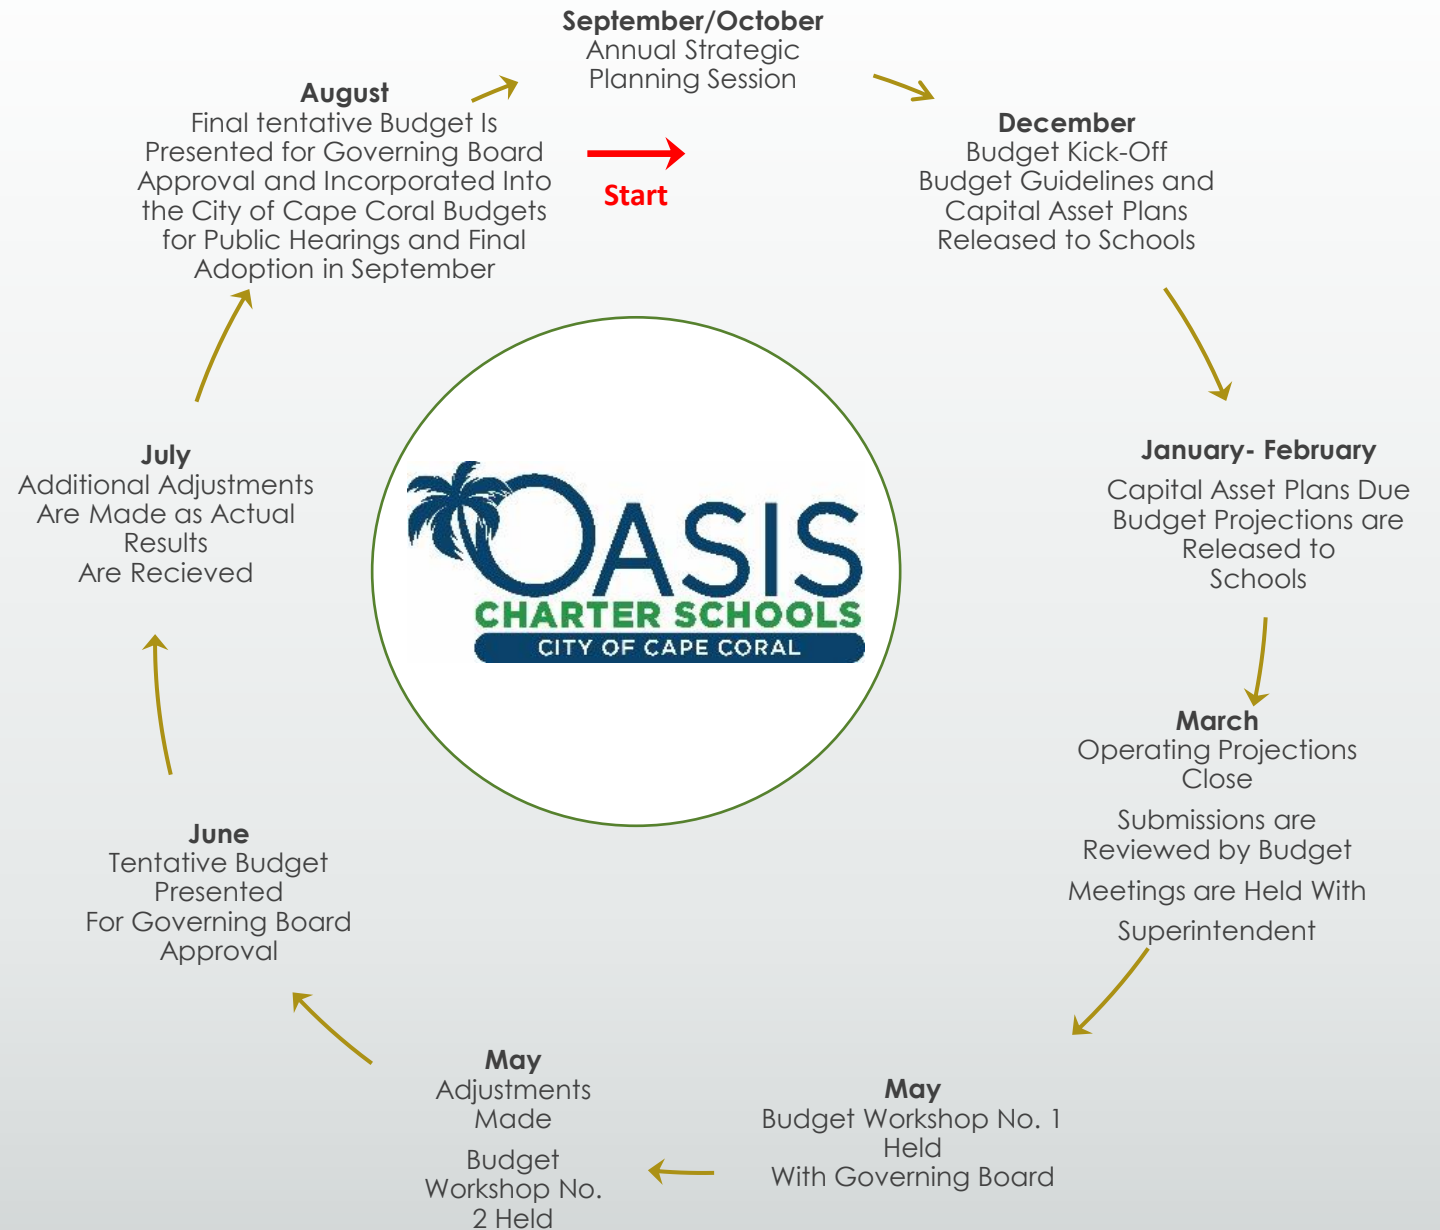 September/October
Annual Strategic
Planning Session
Start
December
Budget Kick-Off
Budget Guidelines and
Capital Asset Plans
Released to Schools
January- February
Capital Asset Plans Due
Budget Projections are
Released to
Schools
March
Operating Projections
Close
Submissions are
Reviewed by Budget
Meetings are Held With
Superintendent
May
Budget Workshop No. 1
Held
With Governing Board
May
Adjustments
Made
Budget
Workshop No.
2 Held
June
Tentative Budget
Presented
For Governing Board
Approval
July
Additional Adjustments
Are Made as Actual
Results
Are Recieved
August
Final tentative Budget Is
Presented for Governing Board
Approval and Incorporated Into
the City of Cape Coral Budgets
for Public Hearings and Final
Adoption in September
OASIS
CHARTER SCHOOLS
CITY OF CAPE CORAL